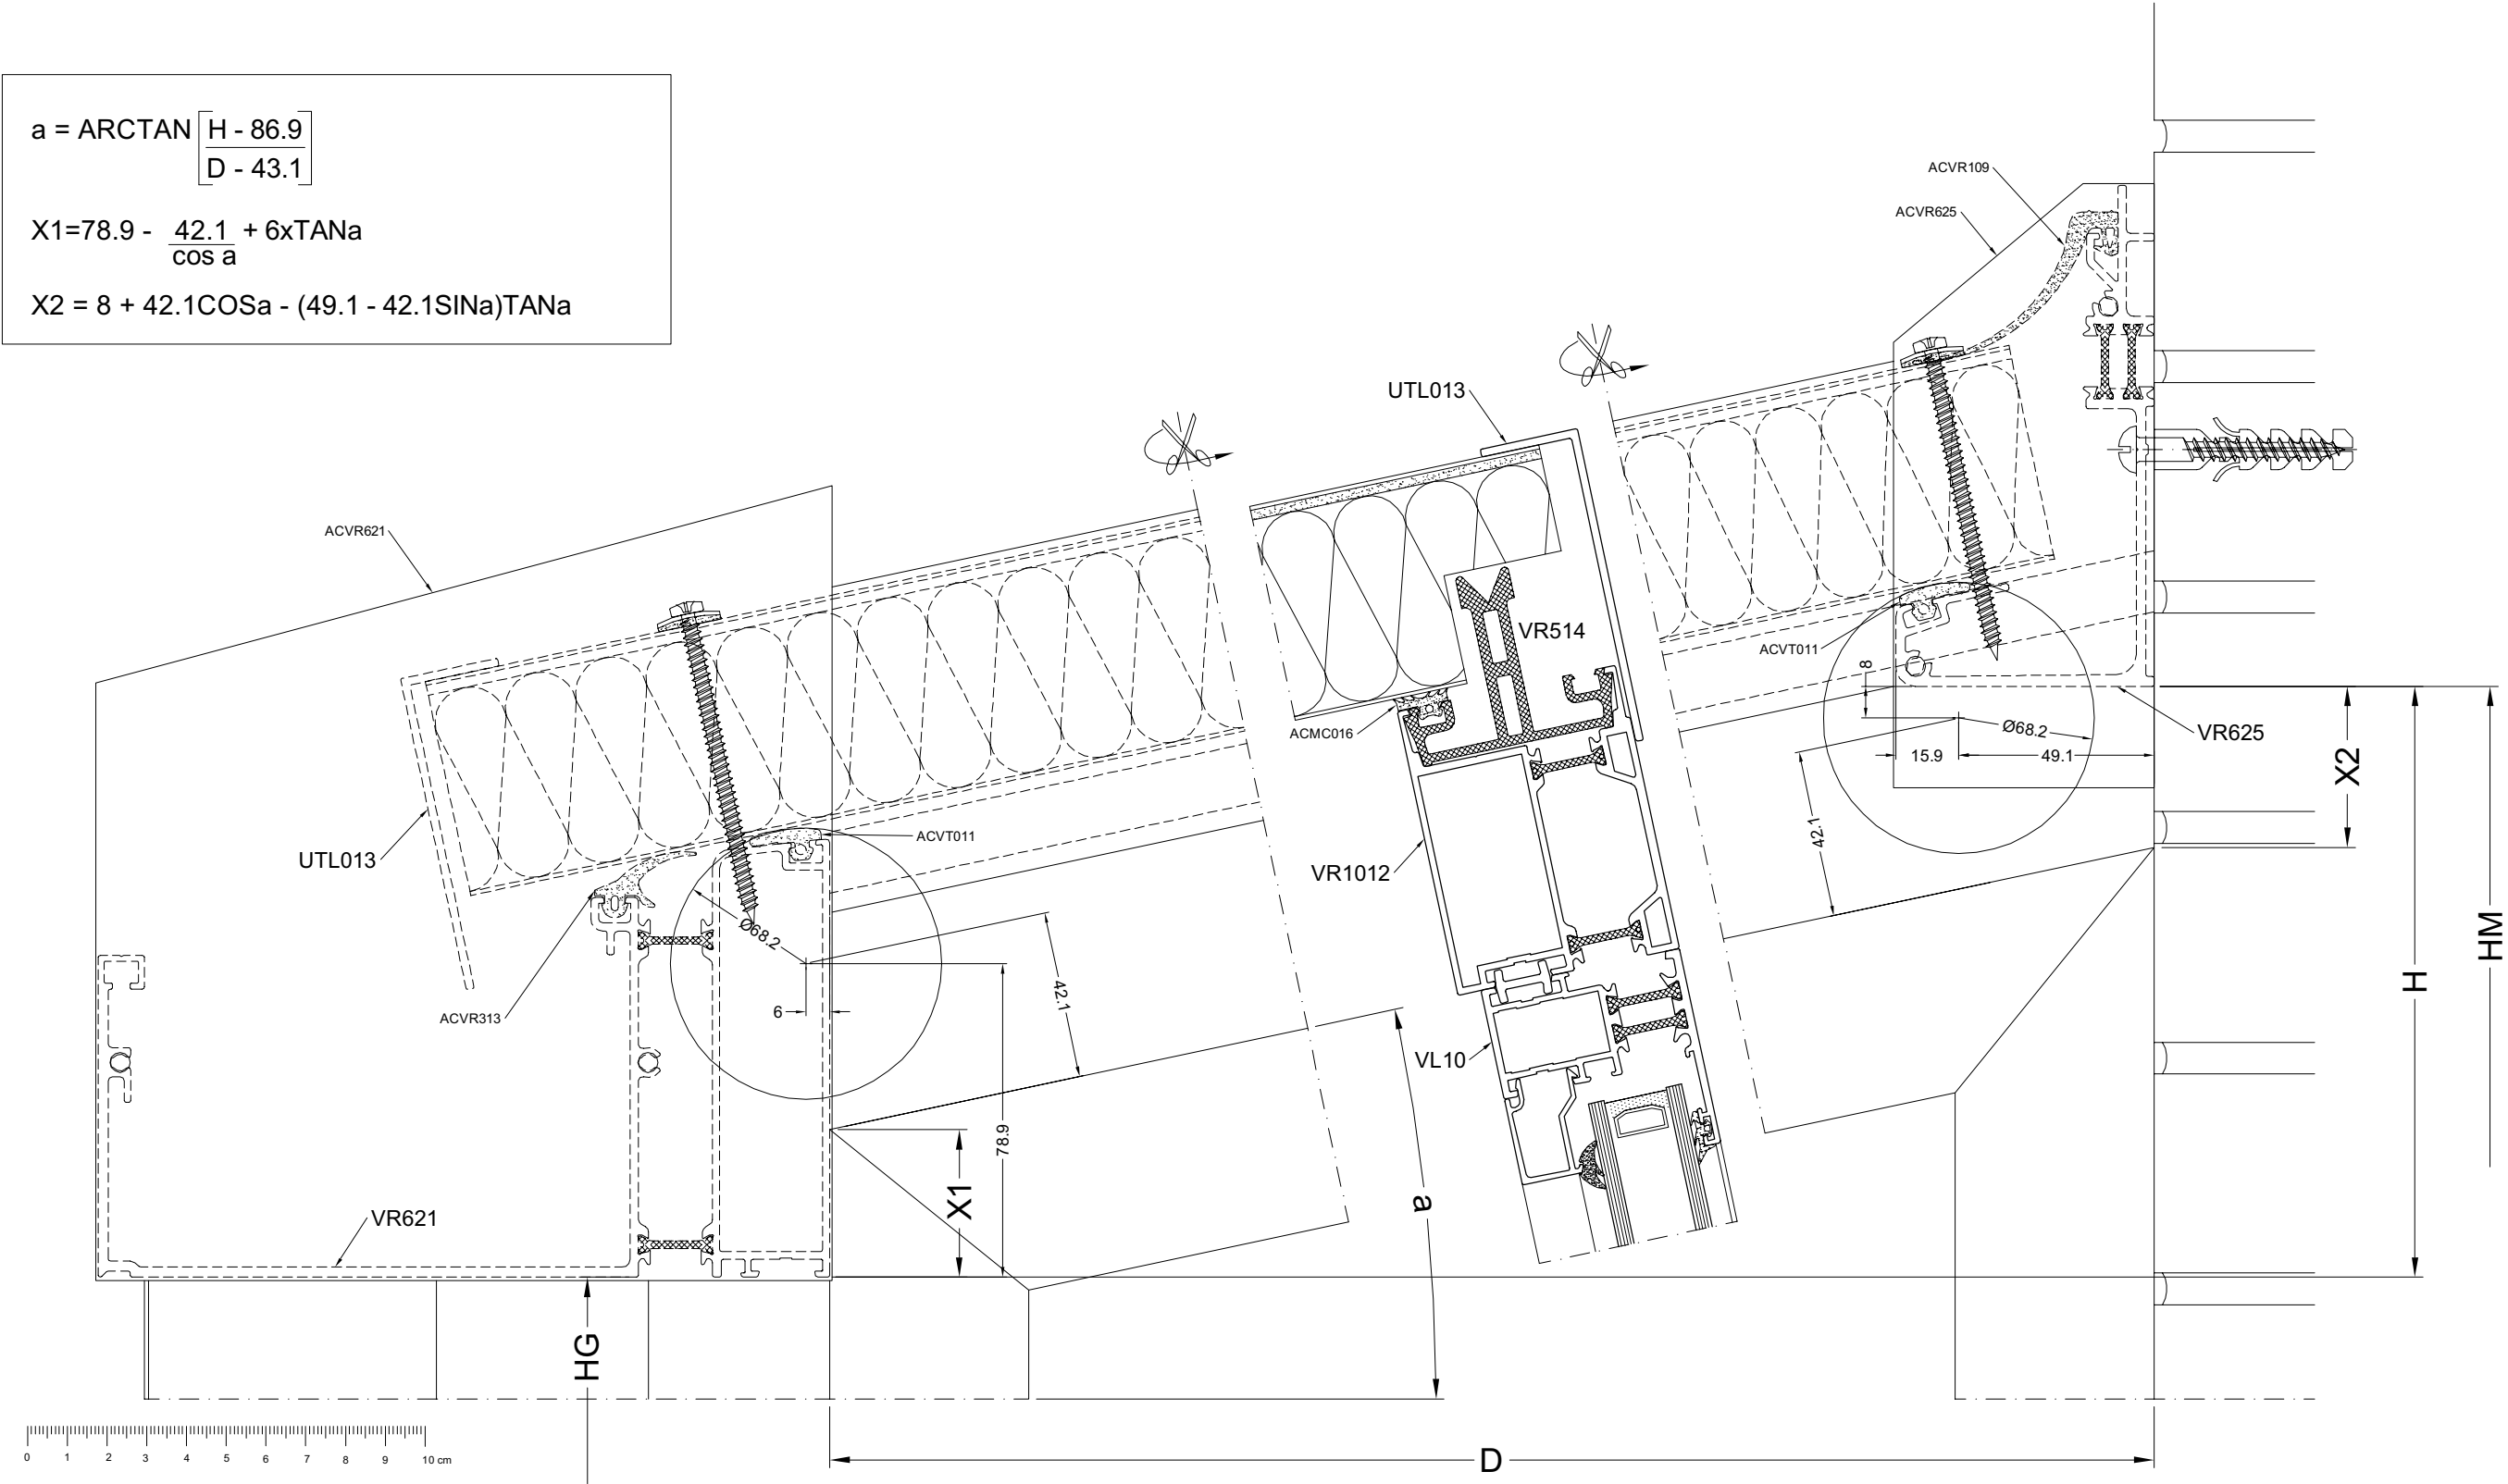 a = ARCTAN [H - 86.9
D - 43.1]
X1=78.9 - 42.1 + 6xTANa
cos a
X2 = 8 + 42.1COSa - (49.1 - 42.1SINa)TANa
ACVR109
ACVR625
UTL013
ACVR621
VR514
ACVT011
8
ACMC016
Ø68.2
VR625
15.9
49.1
X2
42.1
ACVT011
UTL013
VR1012
Ø68.2
HM
H
42.1
6
ACVR313
VL10
78.9
X1
a
VR621
HG
0 1 2 3 4 5 6 7 8 9 10 cm
D